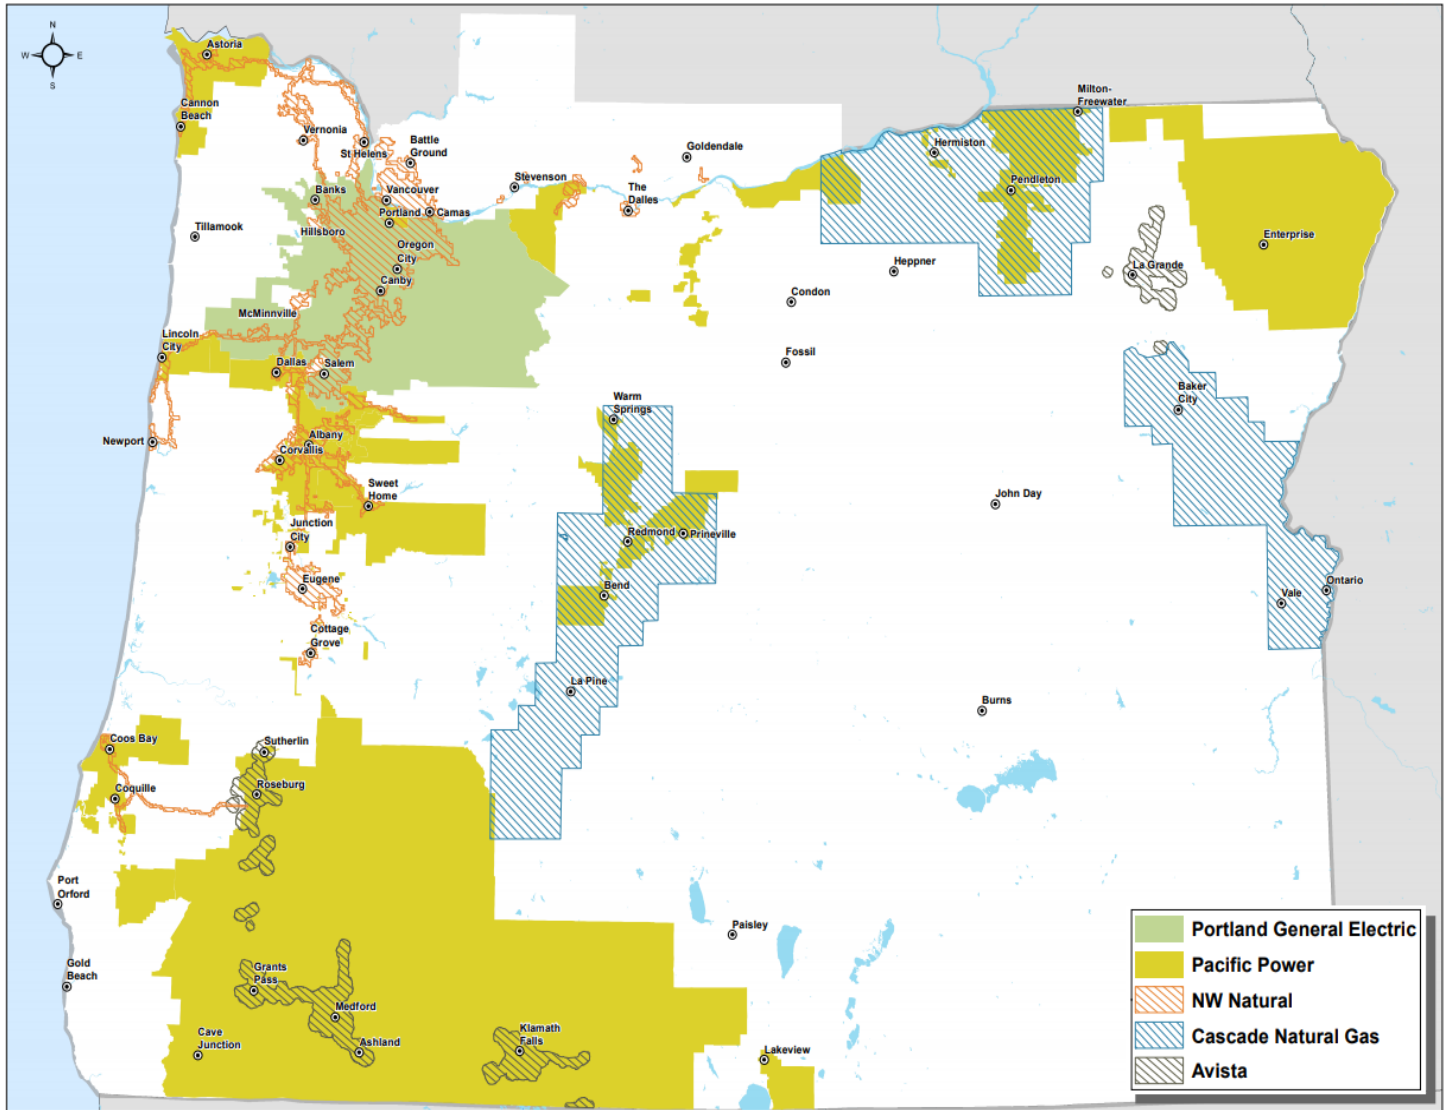 N
W
E
S
Astoria
Cannon
Beach
Vernonia
St Helens
Battle
Ground
Goldendale
Milton-
Freewater
Hermiston
Pendleton
Stevenson
The
Dalles
Banks
Vancouver
Portland
Camas
Tillamook
Hillsboro
Oregon
City
Canby
Enterprise
La Grande
Heppner
Condon
McMinnville
Lincoln
City
Dallas
Salem
Fossil
Warm
Springs
Baker
City
Newport
Albany
Corvallis
Sweet
Home
John Day
Junction
City
Redmond
Prineville
Eugene
Bend
Ontario
Vale
Cottage
Grove
La Pine
Burns
Coos Bay
Sutherlin
Coquille
Roseburg
Port
Orford
Paisley
Gold
Beach
Grants
Pass
Medford
Cave
Junction
Ashland
Klamath
Falls
Lakeview
Portland General Electric
Pacific Power
NW Natural
Cascade Natural Gas
Avista